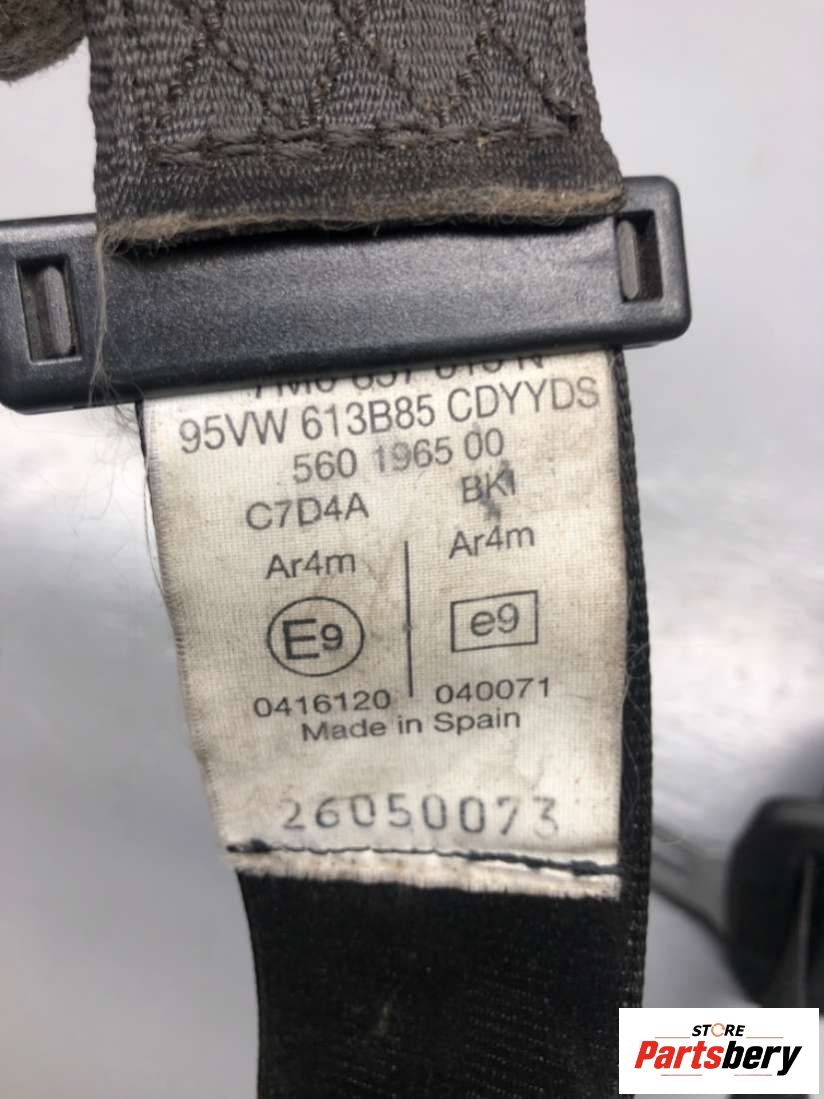 95VW 613B85 CDYYDS
560 1965 00
C7D4A BK1
Ar4m Ar4m
E9 e9
0416120 040071
Made in Spain
26050073
STORE
Partsbery